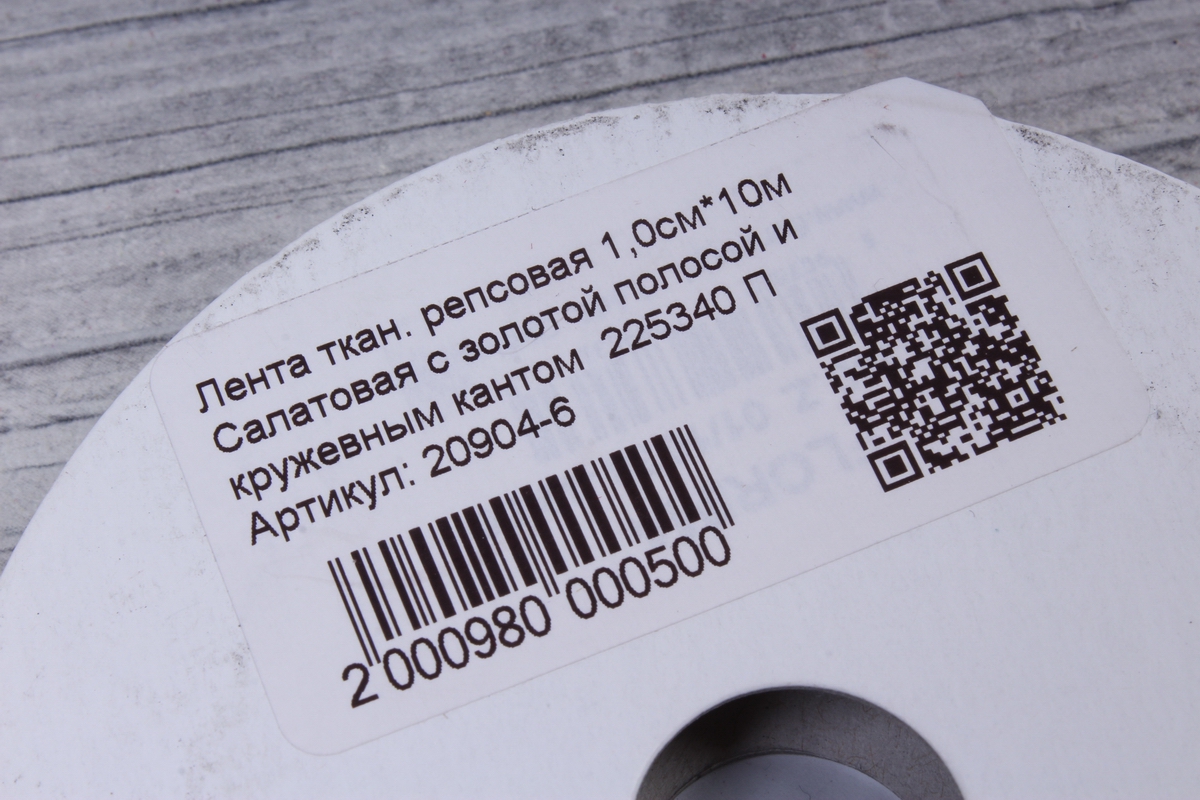 Лента ткан. репсовая 1,0см*10м
Салатовая с золотой полосой и
кружевным кантом 225340 П
Артикул: 20904-6
2 000980 000500